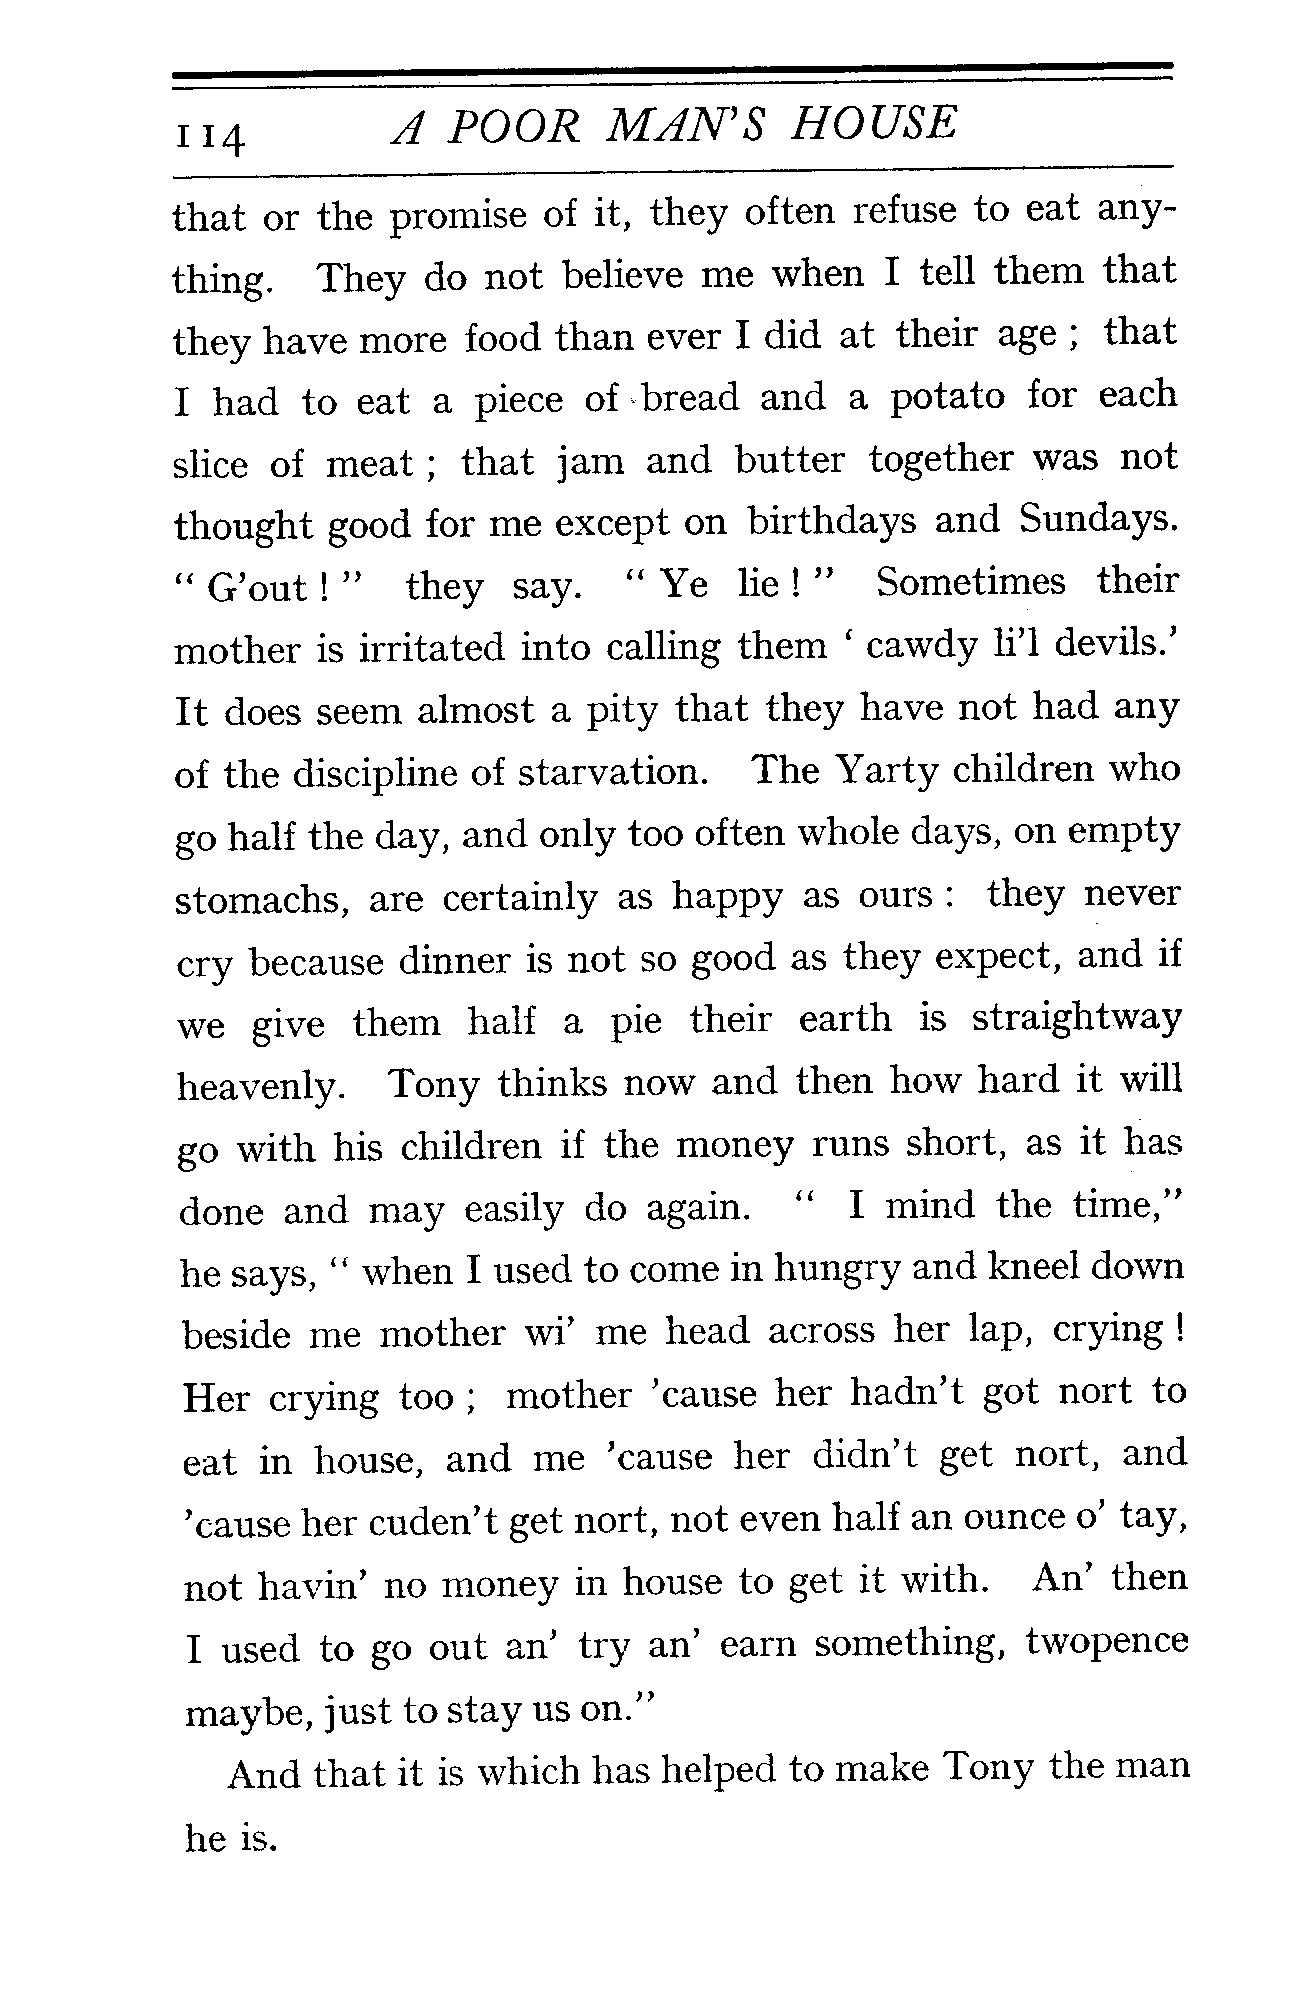 114 A POOR MAN'S HOUSE
that or the promise of it, they often refuse to eat any-
thing. They do not believe me when I tell them that
they have more food than ever I did at their age ; that
I had to eat a piece of bread and a potato for each
slice of meat ; that jam and butter together was not
thought good for me except on birthdays and Sundays.
“ G’out ! ” they say. “ Ye lie ! ” Sometimes their
mother is irritated into calling them ‘ cawdy li’l devils.’
It does seem almost a pity that they have not had any
of the discipline of starvation. The Yarty children who
go half the day, and only too often whole days, on empty
stomachs, are certainly as happy as ours : they never
cry because dinner is not so good as they expect, and if
we give them half a pie their earth is straightway
heavenly. Tony thinks now and then how hard it will
go with his children if the money runs short, as it has
done and may easily do again. “ I mind the time,”
he says, “ when I used to come in hungry and kneel down
beside me mother wi’ me head across her lap, crying !
Her crying too ; mother ’cause her hadn’t got nort to
eat in house, and me ’cause her didn’t get nort, and
’cause her cuden’t get nort, not even half an ounce o’ tay,
not havin’ no money in house to get it with. An’ then
I used to go out an’ try an’ earn something, twopence
maybe, just to stay us on.”
And that it is which has helped to make Tony the man
he is.